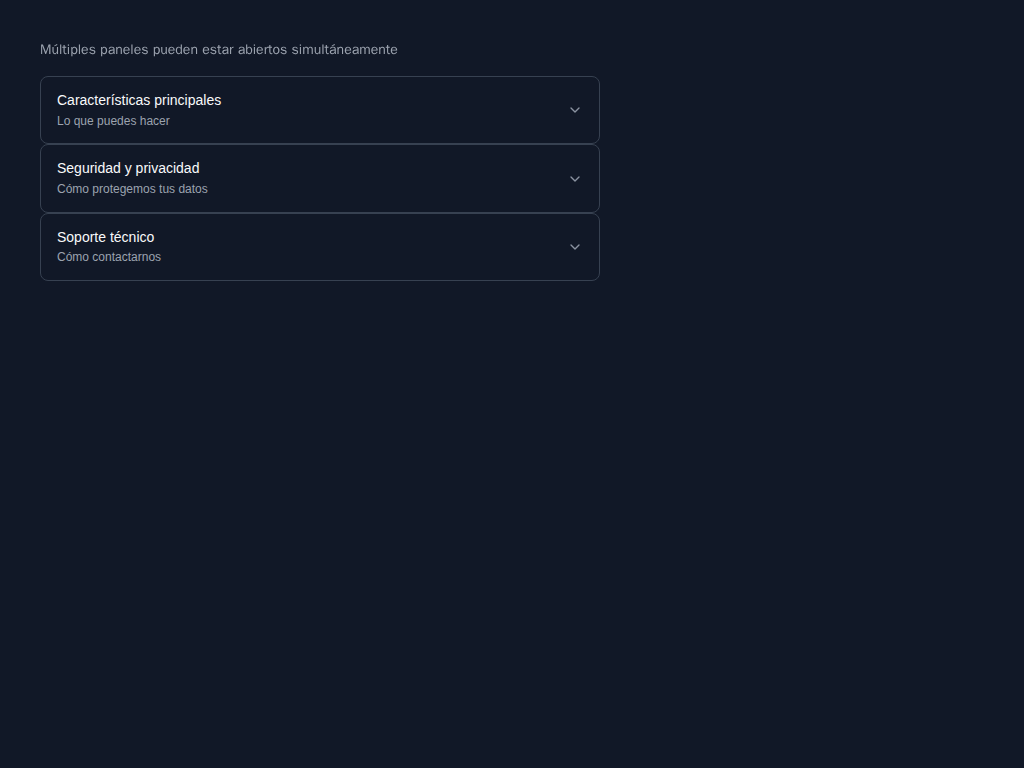 Múltiples paneles pueden estar abiertos simultáneamente
Características principales
Lo que puedes hacer
Seguridad y privacidad
Cómo protegemos tus datos
Soporte técnico
Cómo contactarnos